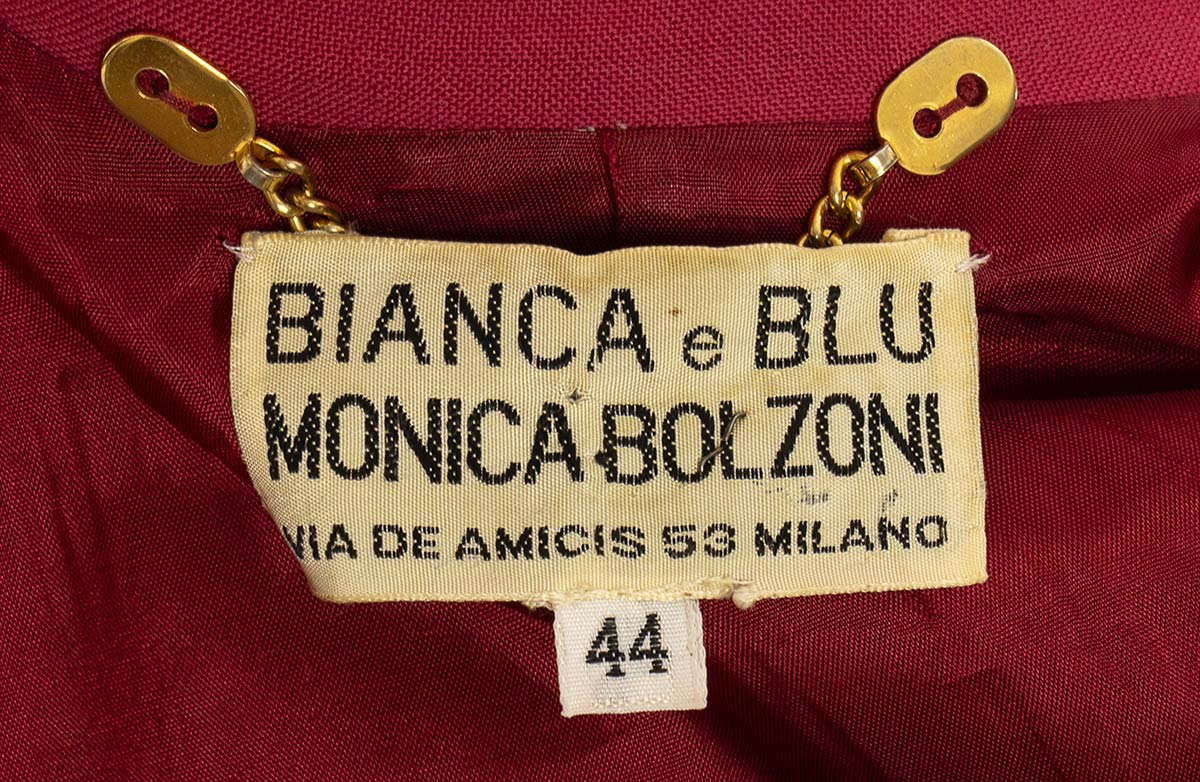 BIANCA e BLU
MONICA BOLZONI
VIA DE AMICIS 53 MILANO
44